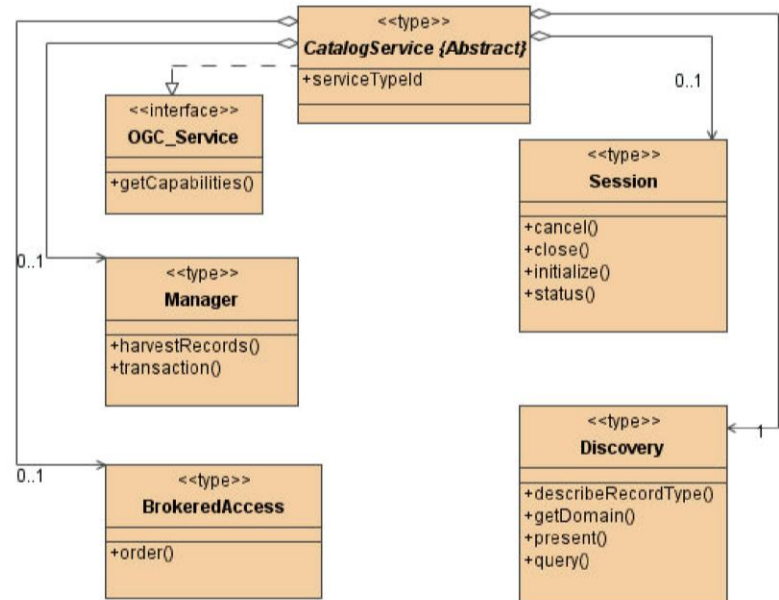 <<type>>
CatalogService {Abstract}
+serviceTypeId
0..1
<<interface>>
OGC_Service
+getCapabilities()
<<type>>
Session
+cancel()
+close()
+initialize()
+status()
0..1
<<type>>
Manager
+harvestRecords()
+transaction()
<<type>>
Discovery
+describeRecordType()
+getDomain()
+present()
+query()
1
0..1
<<type>>
BrokeredAccess
+order()